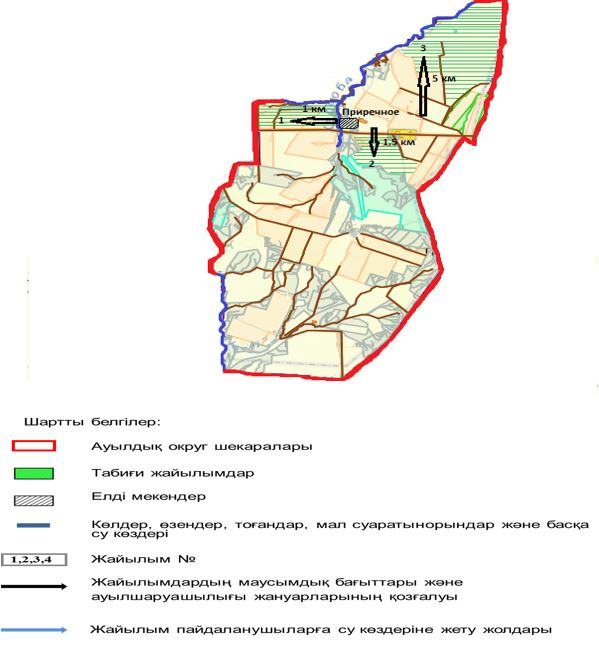 3
5 км
1 км
Приречное
1
1,5 км
2
Шартты белгілер:
Ауылдық округ шекаралары
Табиғи жайылымдар
Елді мекендер
Көлдер, өзендер, тоғандар, мал суаратынорындар және басқа
су көздері
1,2,3,4 Жайылым №
Жайылымдардың маусымдық бағыттары және
ауылшаруашылығы жануарларының қозғалуы
Жайылым пайдаланушыларға су көздеріне жету жолдары